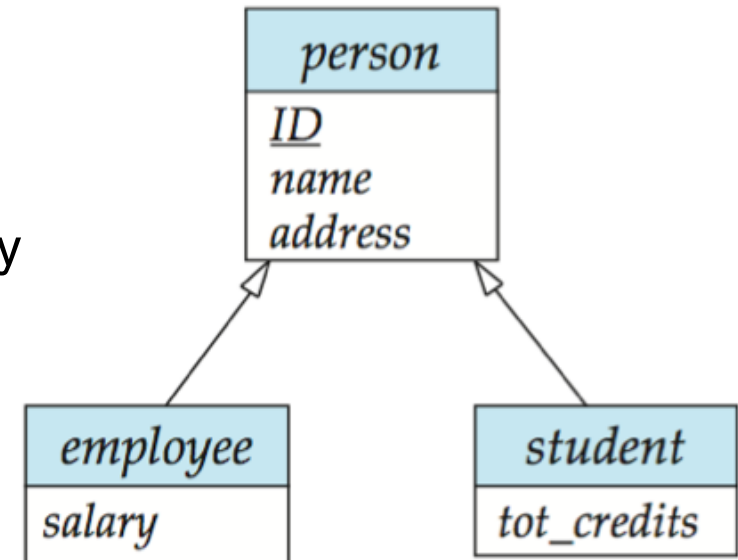 person
ID
name
address
y
employee
salary
student
tot_credits